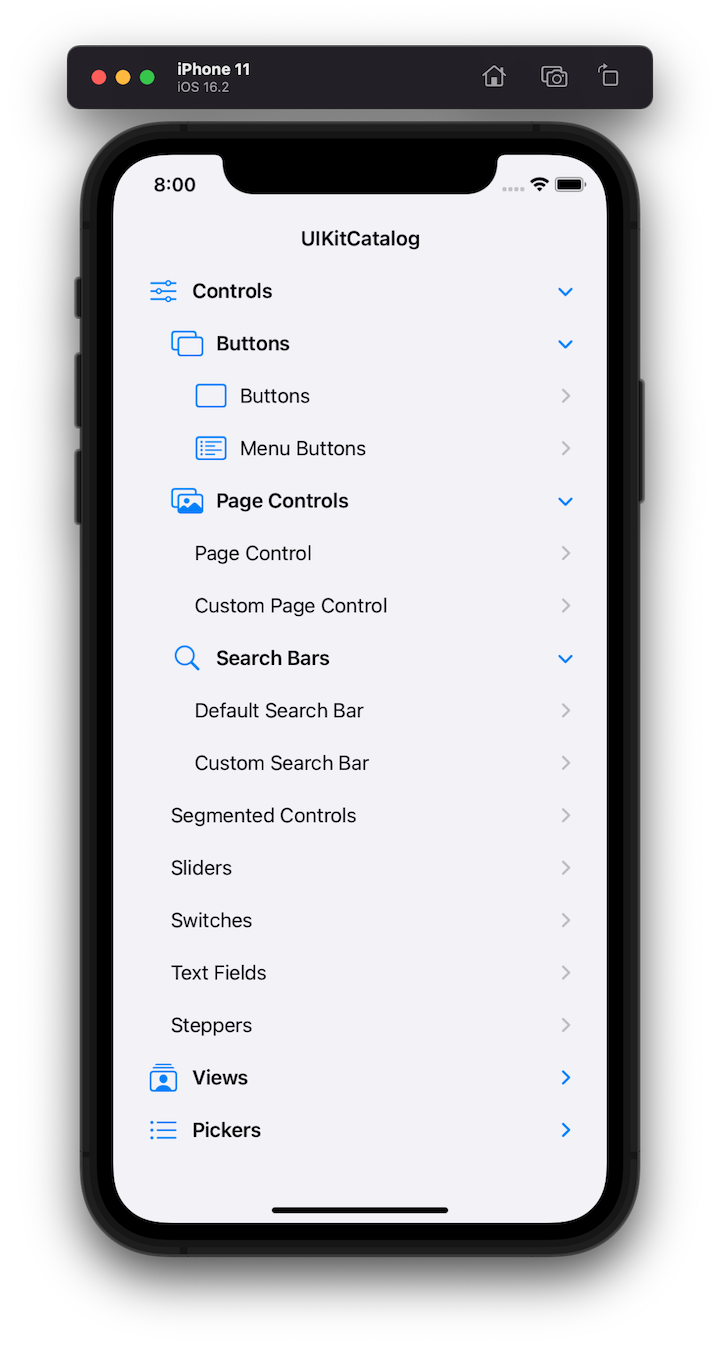 iPhone 11
iOS 16.2
8:00
UIKitCatalog
Controls
Buttons
Buttons
Menu Buttons
Page Controls
Page Control
Custom Page Control
Search Bars
Default Search Bar
Custom Search Bar
Segmented Controls
Sliders
Switches
Text Fields
Steppers
Views
Pickers